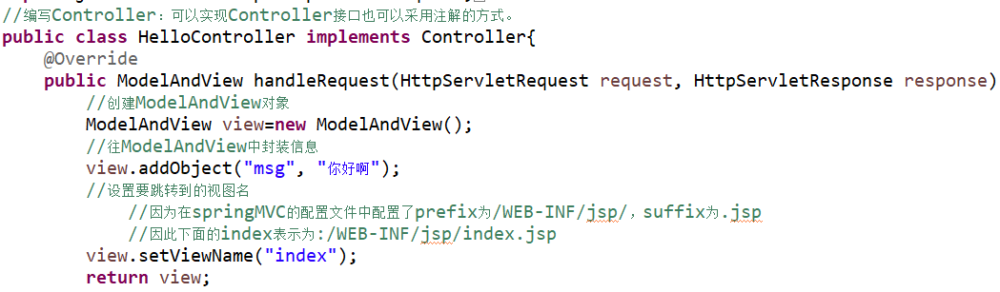 //编写Controller：可以实现Controller接口也可以采用注解的方式。
public class HelloController implements Controller{
@Override
public ModelAndView handleRequest(HttpServletRequest request, HttpServletResponse response)
//创建ModelAndView对象
ModelAndView view=new ModelAndView();
//往ModelAndView中封装信息
view.addObject("msg", "你好啊");
//设置要跳转到的视图名
//因为在springMVC的配置文件中配置了prefix为/WEB-INF/jsp/，suffix为.jsp
//因此下面的index表示为:/WEB-INF/jsp/index.jsp
view.setViewName("index");
return view;